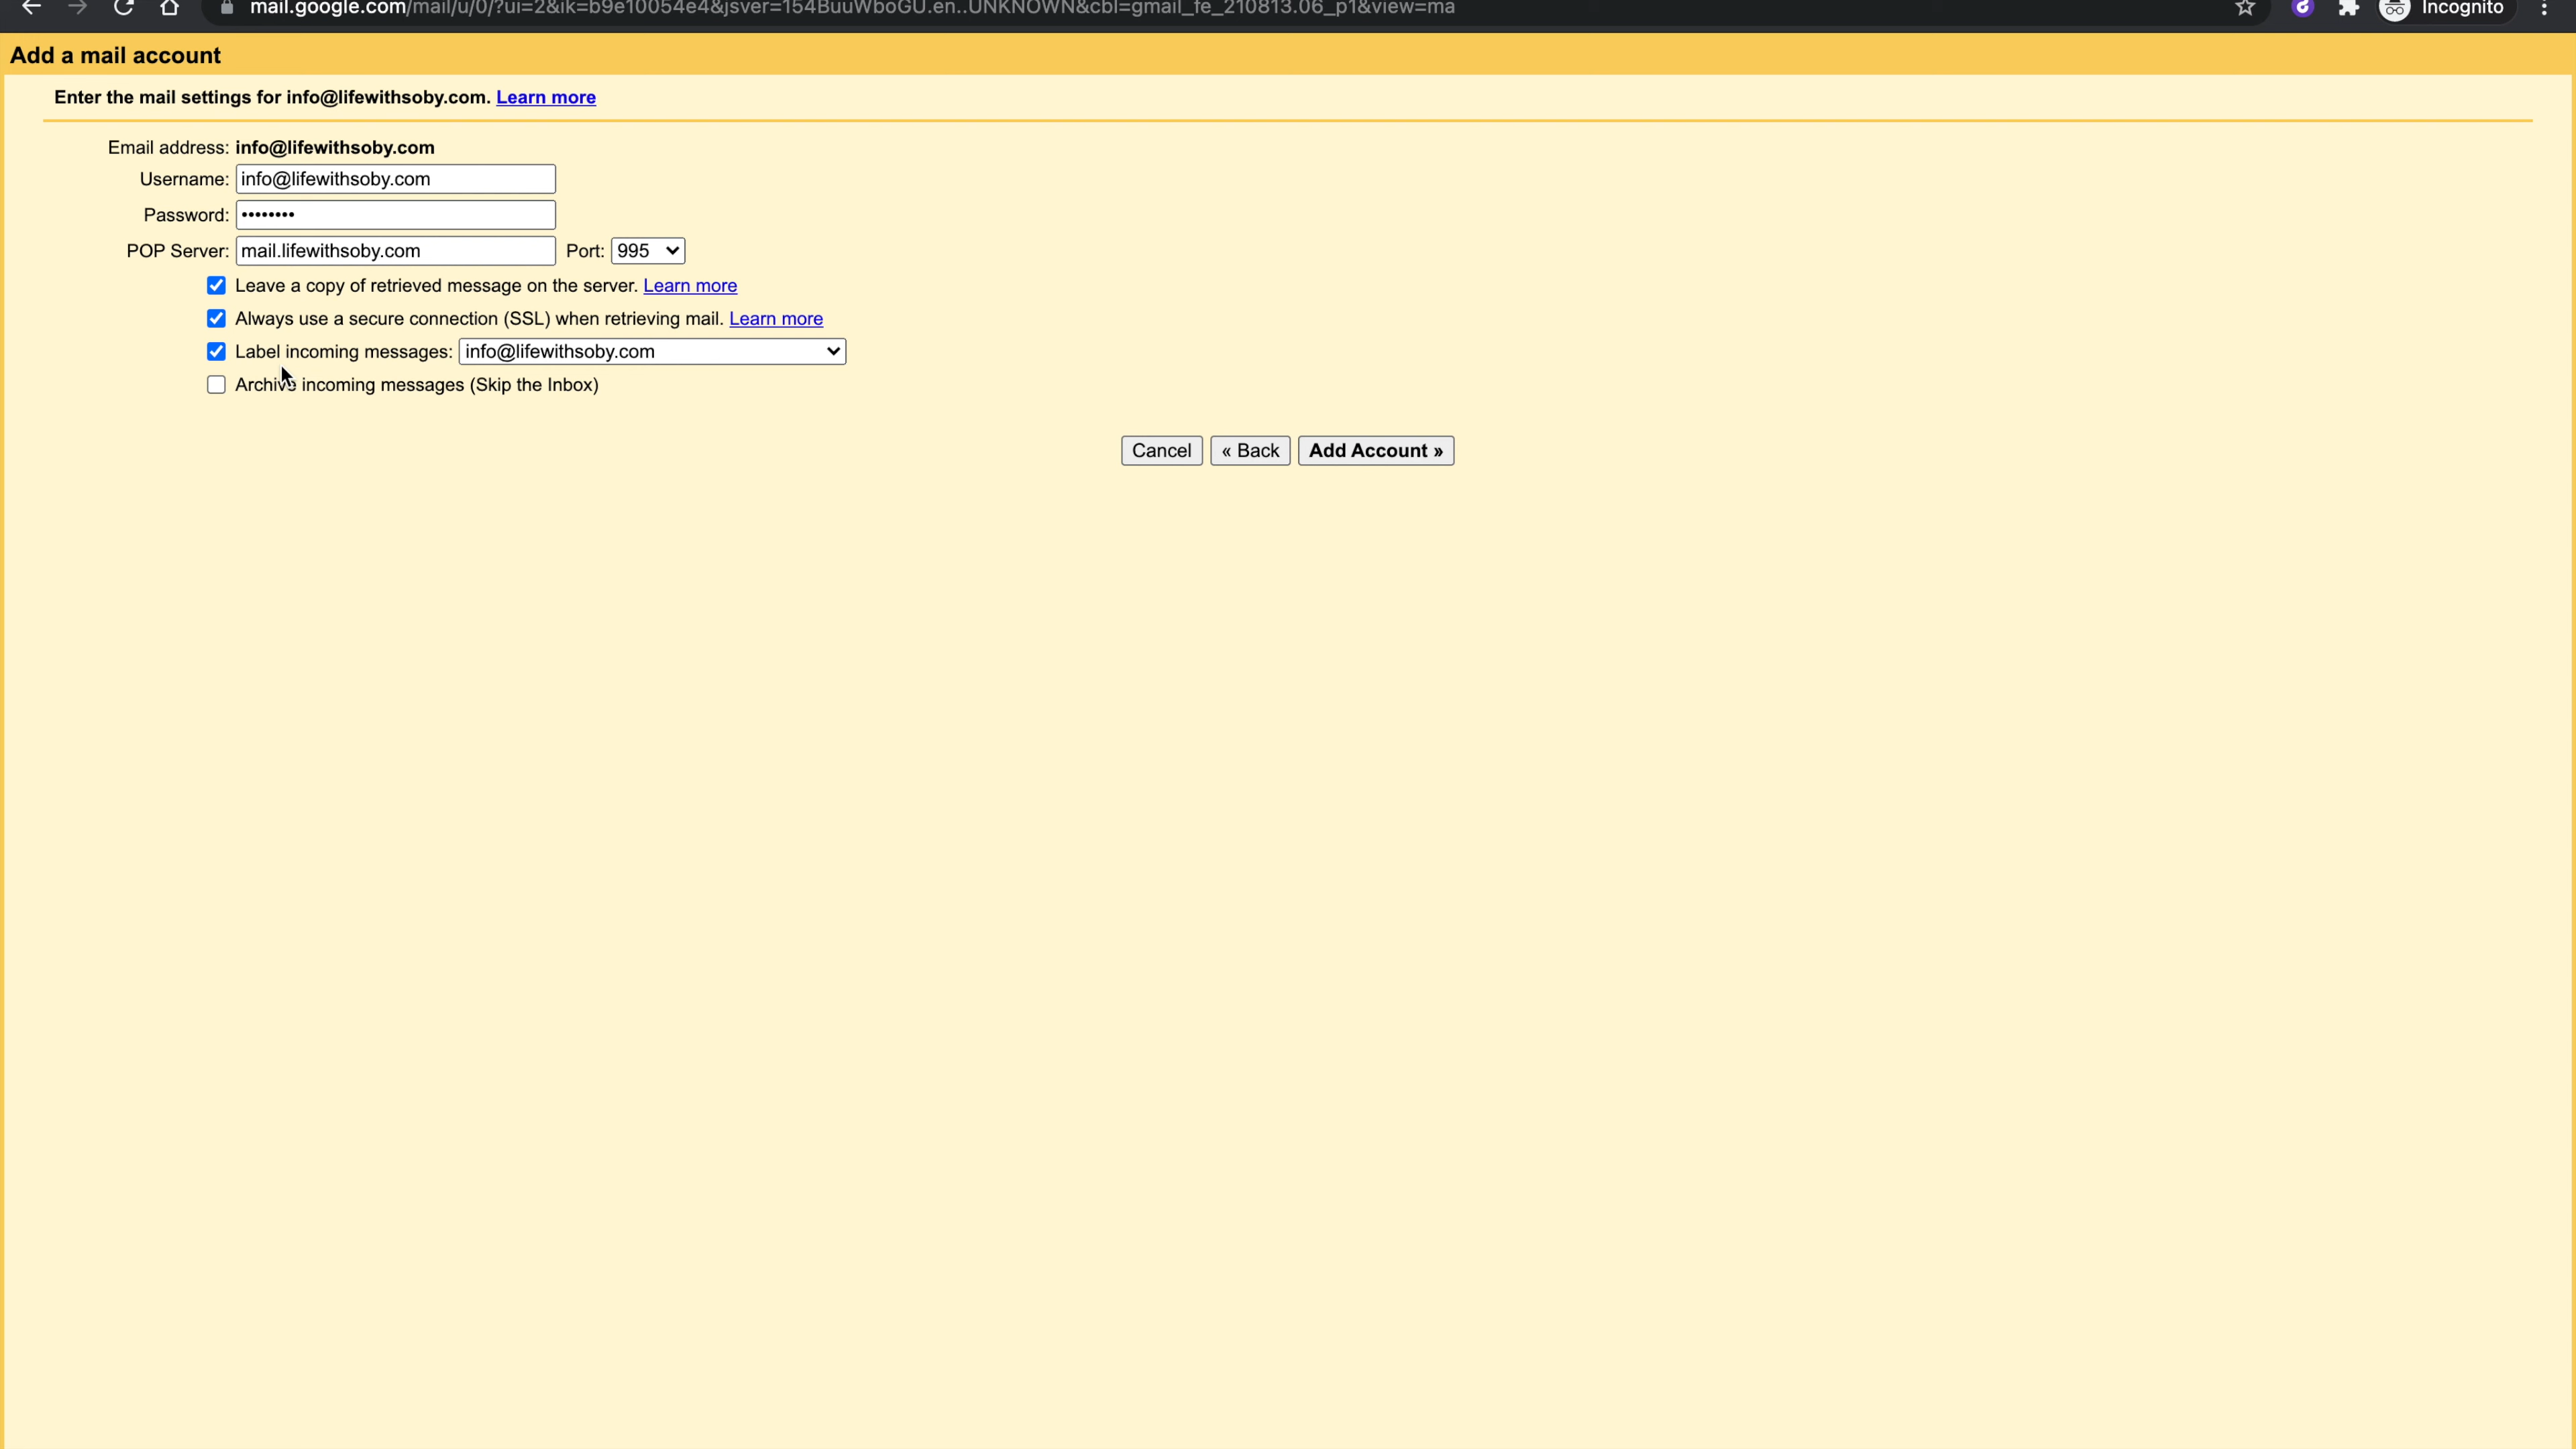 mail.google.com/mail/u/0/?ui=2&ik=b9e10054e4&jsver=154BuuWboGU.en..UNKNOWN&cbl=gmail_fe_210813.06_p1&view=ma
Incognito
Add a mail account
Enter the mail settings for info@lifewithsoby.com. Learn more
Email address: info@lifewithsoby.com
Username: info@lifewithsoby.com
Password: ••••••••
POP Server: mail.lifewithsoby.com Port: 995
Leave a copy of retrieved message on the server. Learn more
Always use a secure connection (SSL) when retrieving mail. Learn more
Label incoming messages: info@lifewithsoby.com
Archive incoming messages (Skip the Inbox)
Cancel « Back Add Account »